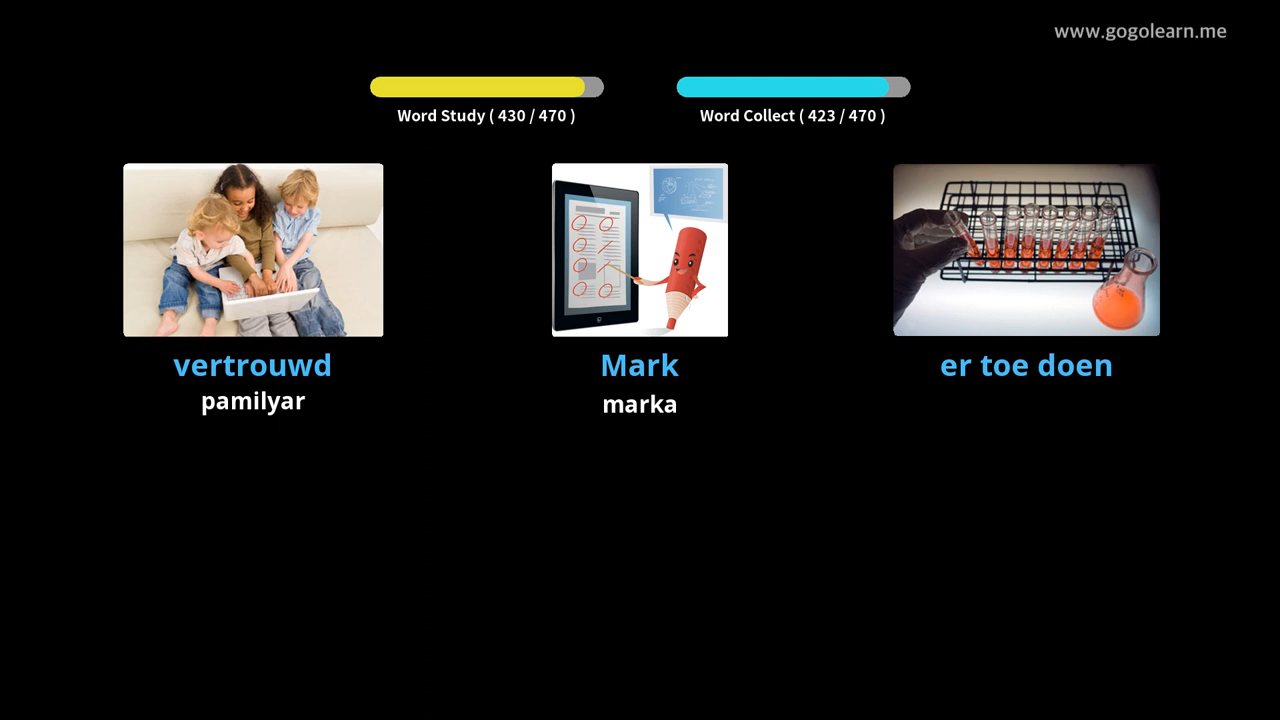 www.gogolearn.me
Word Study ( 430 / 470 )
Word Collect ( 423 / 470 )
vertrouwd
pamilyar
Mark
marka
er toe doen